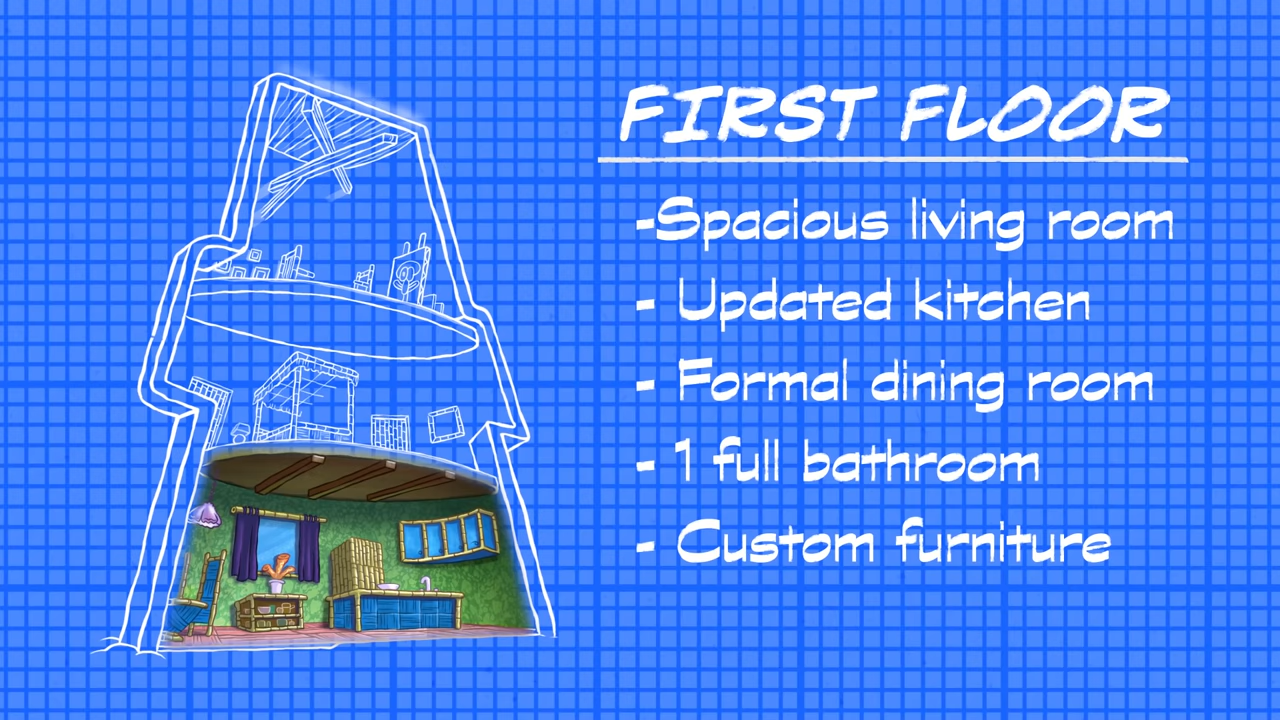 FIRST FLOOR
-Spacious living room
- Updated kitchen
- Formal dining room
- 1 full bathroom
- Custom furniture